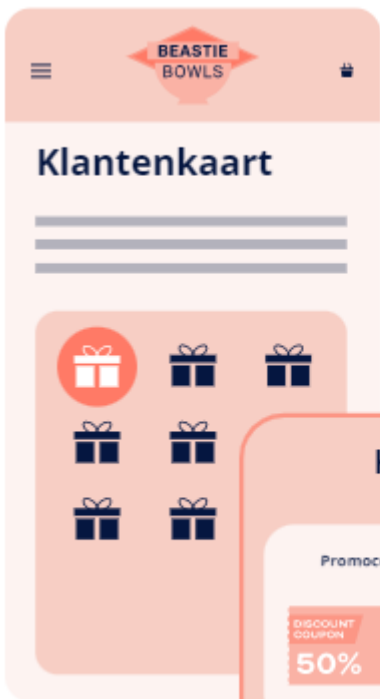 BEASTIE
BOWLS
Klantenkaart
DISCOUNT
COUPON
50%